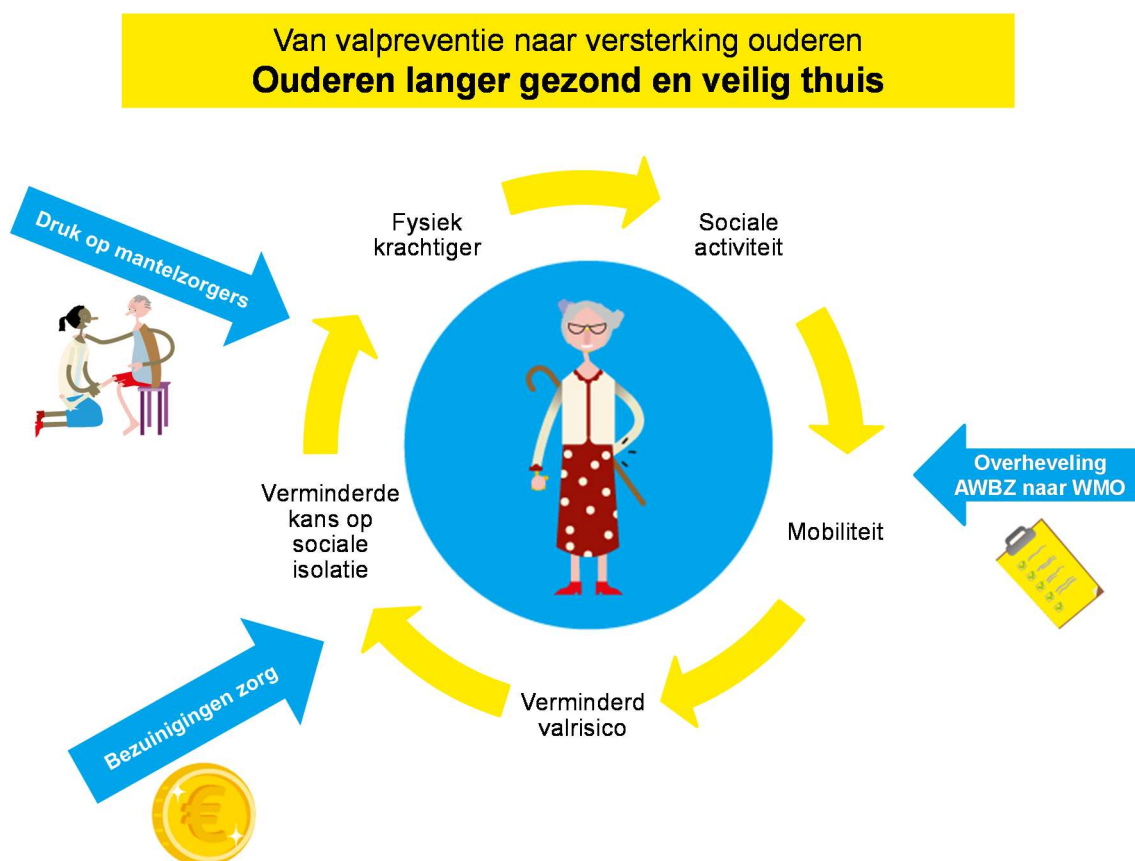 Van valpreventie naar versterking ouderen
Ouderen langer gezond en veilig thuis
Druk op mantelzorgers
Fysiek
krachtiger
Sociale
activiteit
Overheveling
AWBZ naar WMO
Mobiliteit
Verminderde
kans op
sociale
isolatie
Verminderd
valrisico
Bezuinigingen zorg
€